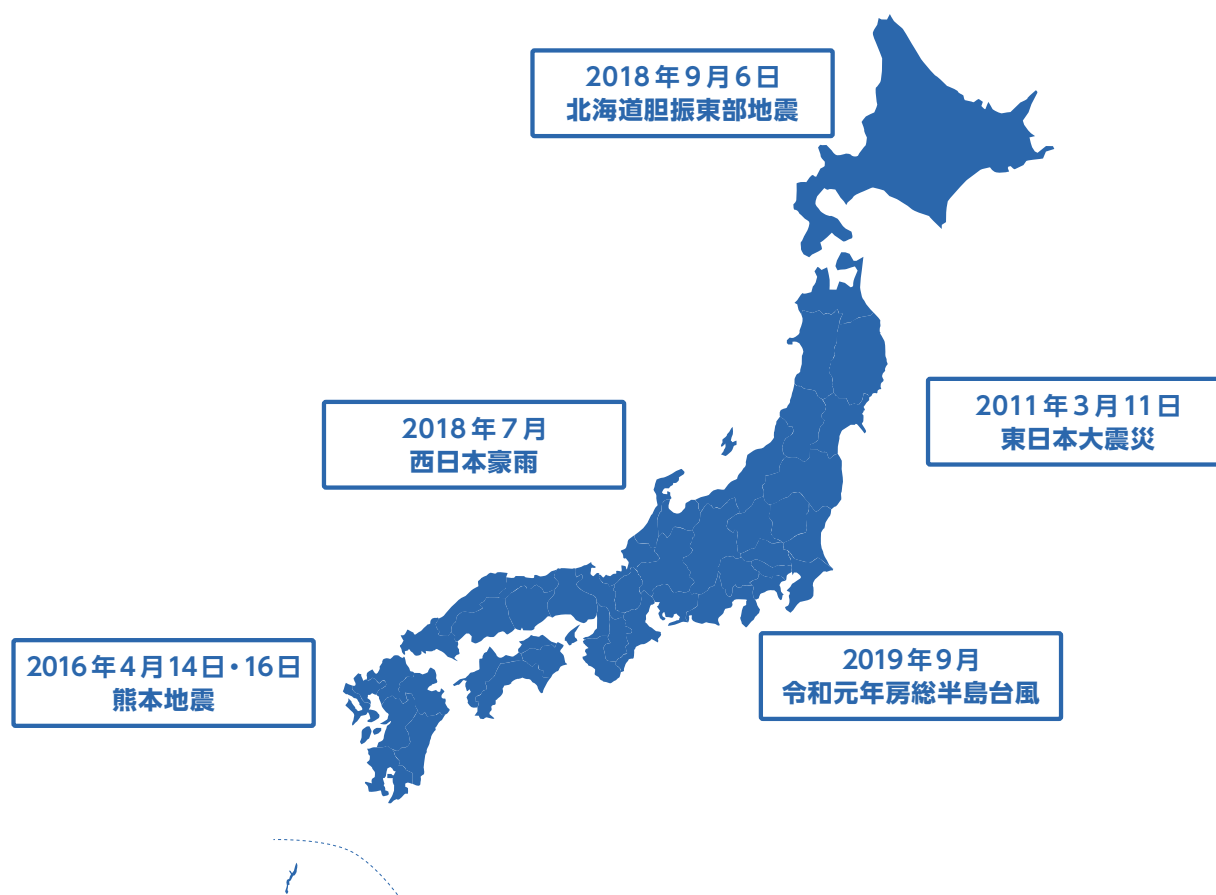 2018年9月6日
北海道胆振東部地震
2011年3月11日
東日本大震災
2018年7月
西日本豪雨
2016年4月14日・16日
熊本地震
2019年9月
令和元年房総半島台風